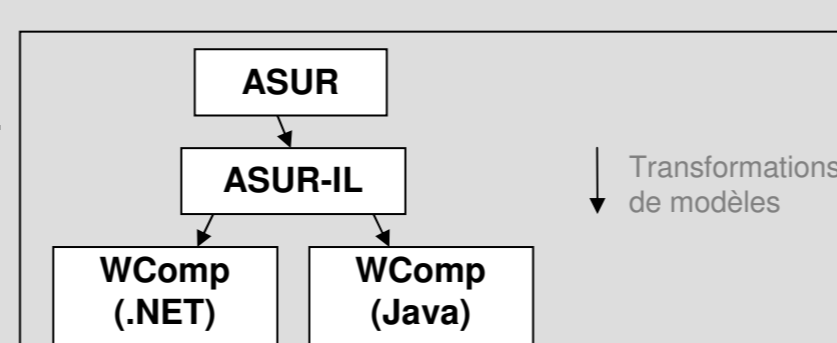 ASUR
ASUR-IL
Transformations
de modèles
WComp
(.NET)
WComp
(Java)